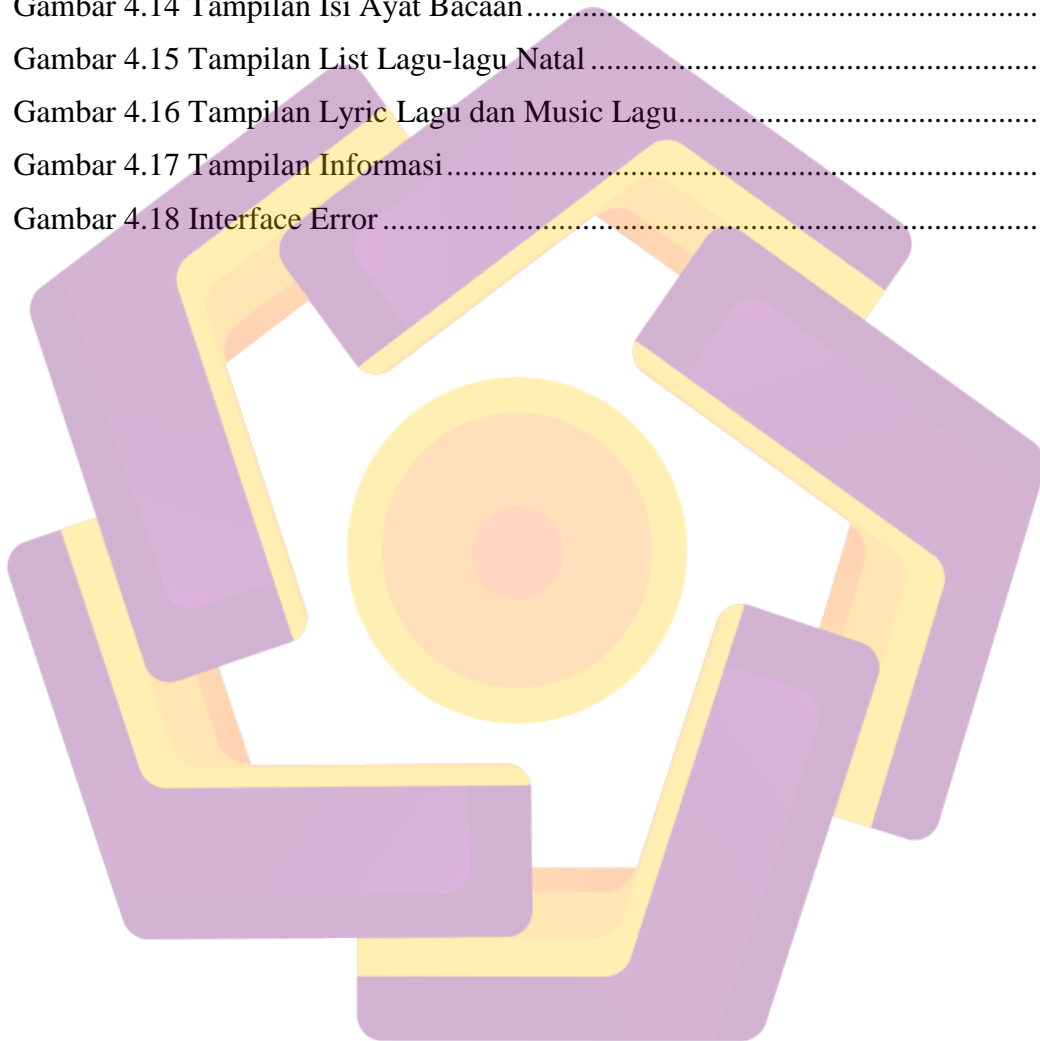 Gambar 4.14 Tampilan Isi Ayat Bacaan................................................................
Gambar 4.15 Tampilan List Lagu-lagu Natal........................................................
Gambar 4.16 Tampilan Lyric Lagu dan Music Lagu.............................................
Gambar 4.17 Tampilan Informasi..........................................................................
Gambar 4.18 Interface Error..................................................................................